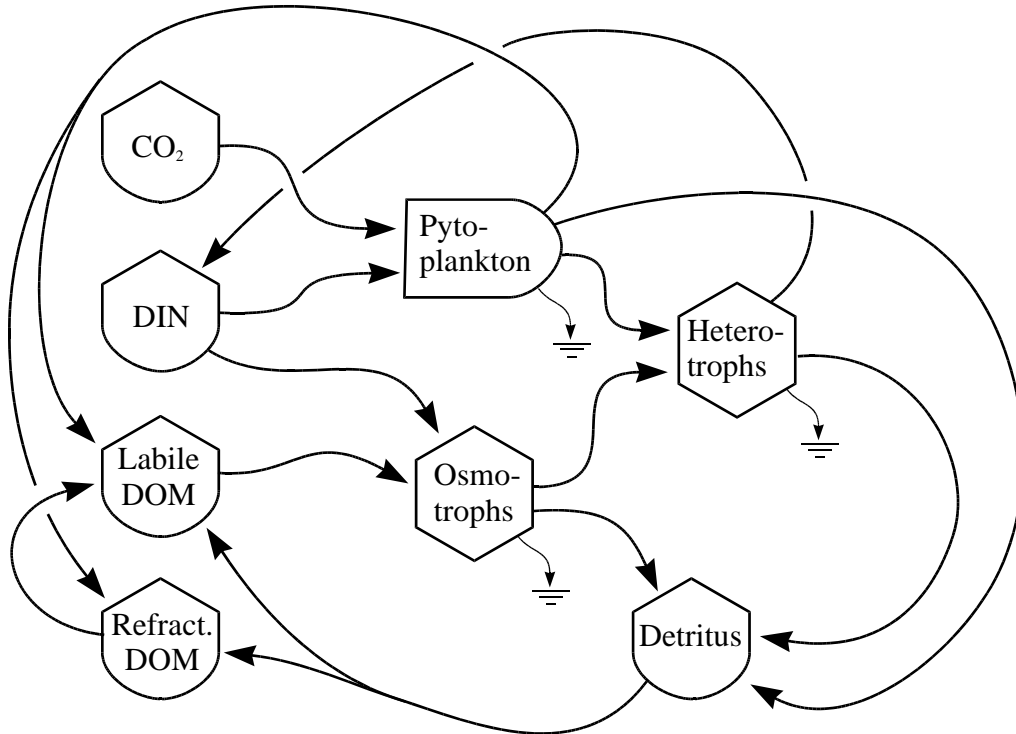 CO₂
Pyto-
plankton
DIN
Hetero-
trophs
Labile
DOM
Osmo-
trophs
Refract.
DOM
Detritus